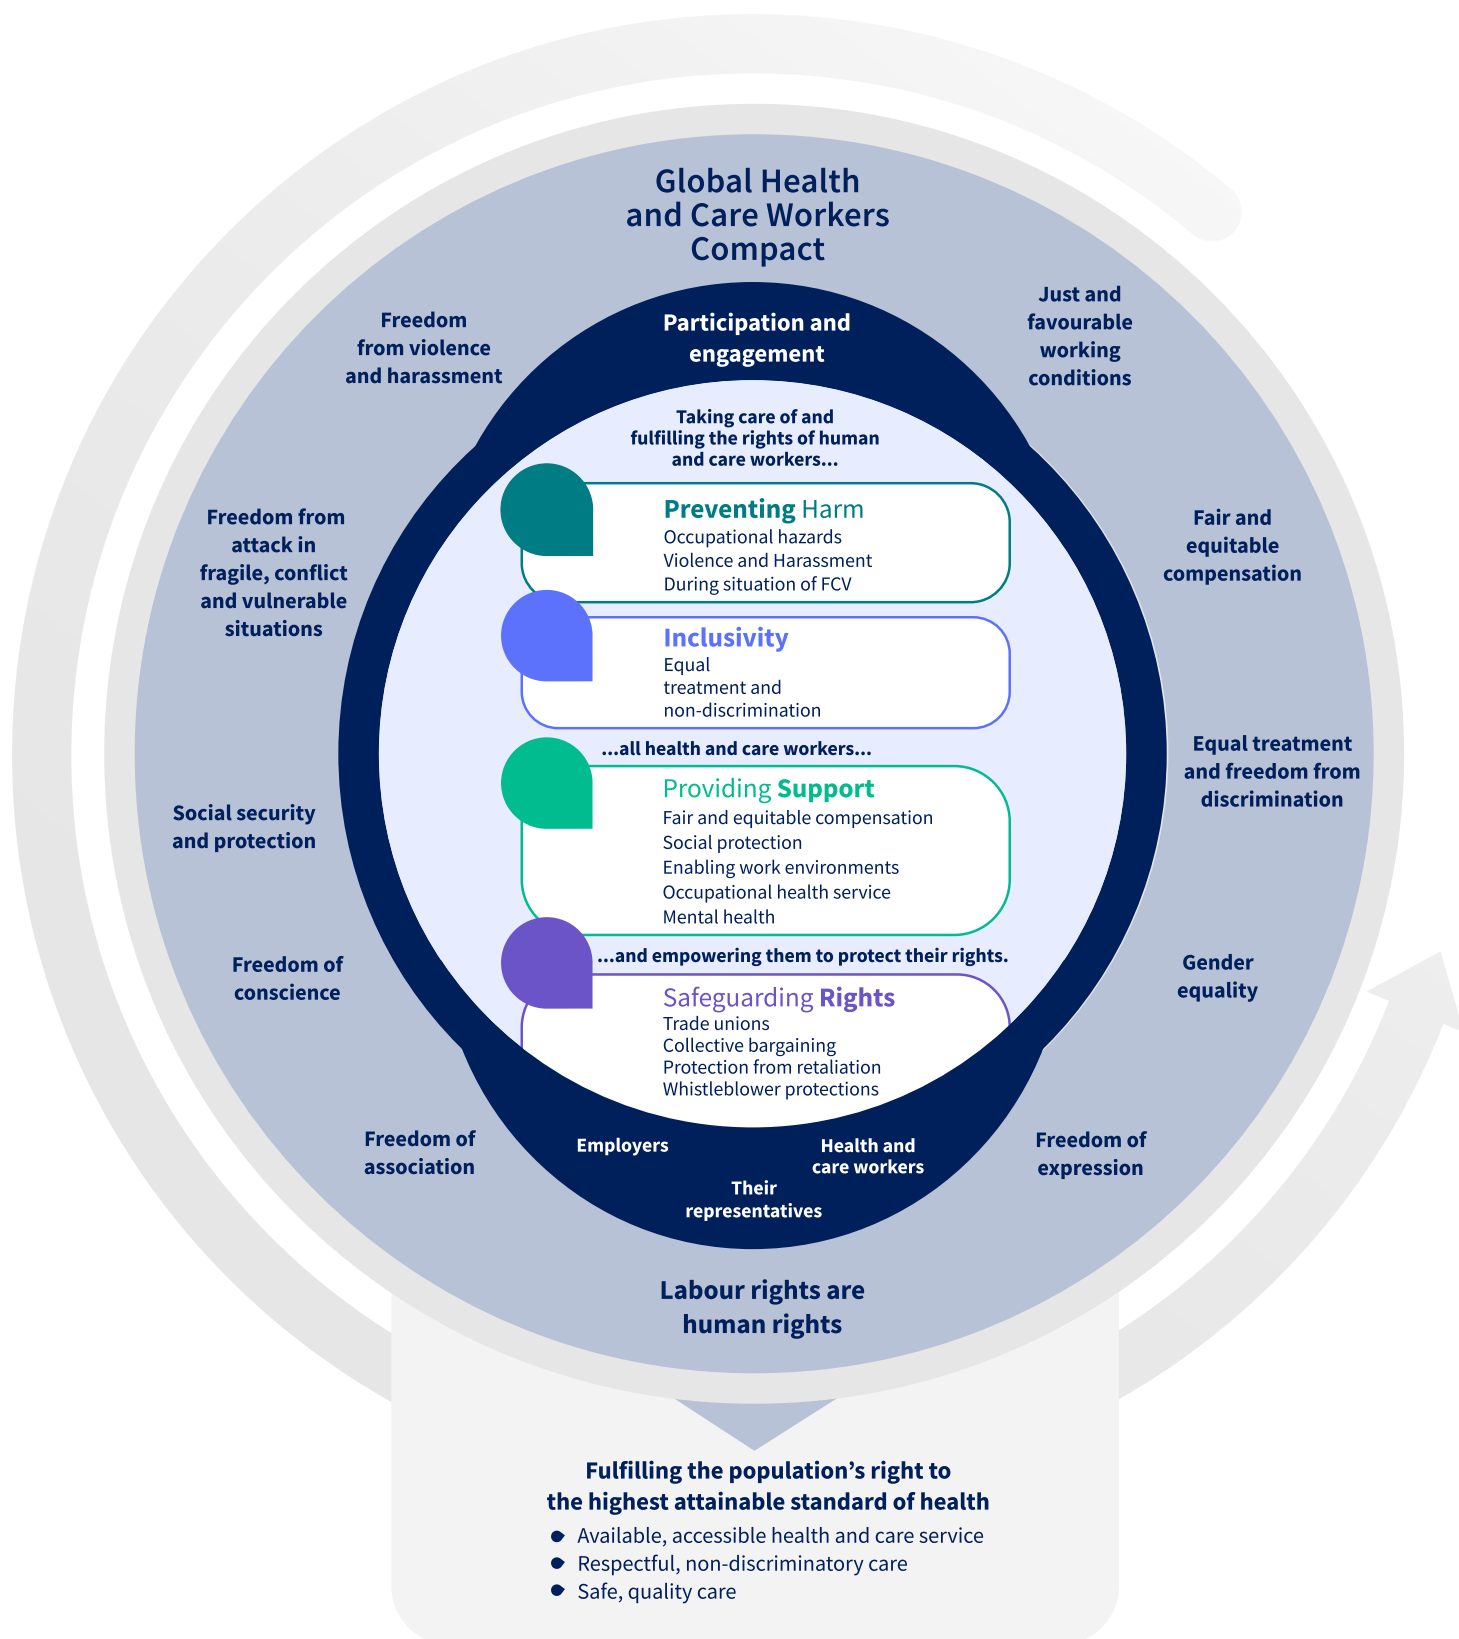 Global Health
and Care Workers
Compact
Participation and
engagement
Freedom
from violence
and harassment
Freedom from
attack in
fragile, conflict
and vulnerable
situations
Social security
and protection
Freedom of
conscience
Freedom of
association
Just and
favourable
working
conditions
Fair and
equitable
compensation
Equal treatment
and freedom from
discrimination
Gender
equality
Freedom of
expression
Taking care of and
fulfilling the rights of human
and care workers...
Preventing Harm
Occupational hazards
Violence and Harassment
During situation of FCV
Inclusivity
Equal
treatment and
non-discrimination
...all health and care workers...
Providing Support
Fair and equitable compensation
Social protection
Enabling work environments
Occupational health service
Mental health
...and empowering them to protect their rights.
Safeguarding Rights
Trade unions
Collective bargaining
Protection from retaliation
Whistleblower protections
Employers
Their
representatives
Health and
care workers
Labour rights are
human rights
Fulfilling the population’s right to
the highest attainable standard of health
Available, accessible health and care service
Respectful, non-discriminatory care
Safe, quality care